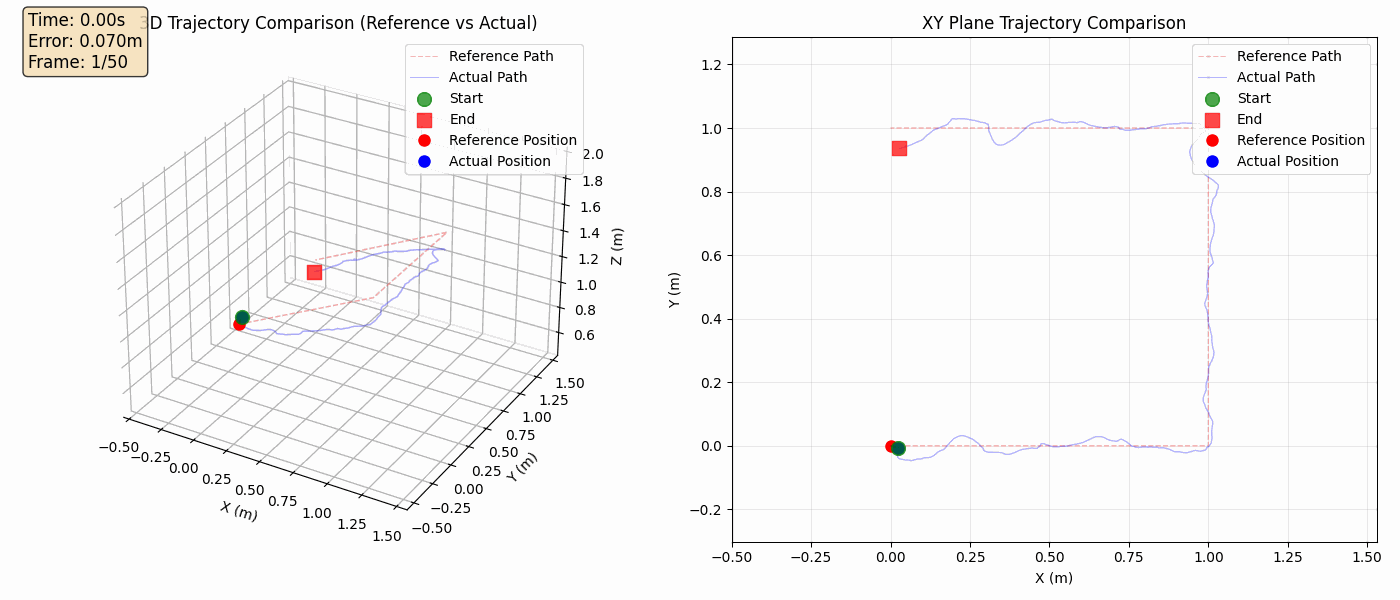 Time: 0.00s
Error: 0.070m
Frame: 1/50
3D Trajectory Comparison (Reference vs Actual)
Reference Path
Actual Path
Start
End
Reference Position
Actual Position
2.0
1.8
1.6
1.4
1.2
1.0
0.8
0.6
Z (m)
−0.50
−0.25
0.00
0.25
0.50
0.75
1.00
1.25
1.50
X (m)
−0.50
−0.25
0.00
0.25
0.50
0.75
1.00
1.25
1.50
Y (m)
XY Plane Trajectory Comparison
Reference Path
Actual Path
Start
End
Reference Position
Actual Position
1.2
1.0
0.8
0.6
0.4
0.2
0.0
−0.2
Y (m)
−0.50
−0.25
0.00
0.25
0.50
0.75
1.00
1.25
1.50
X (m)